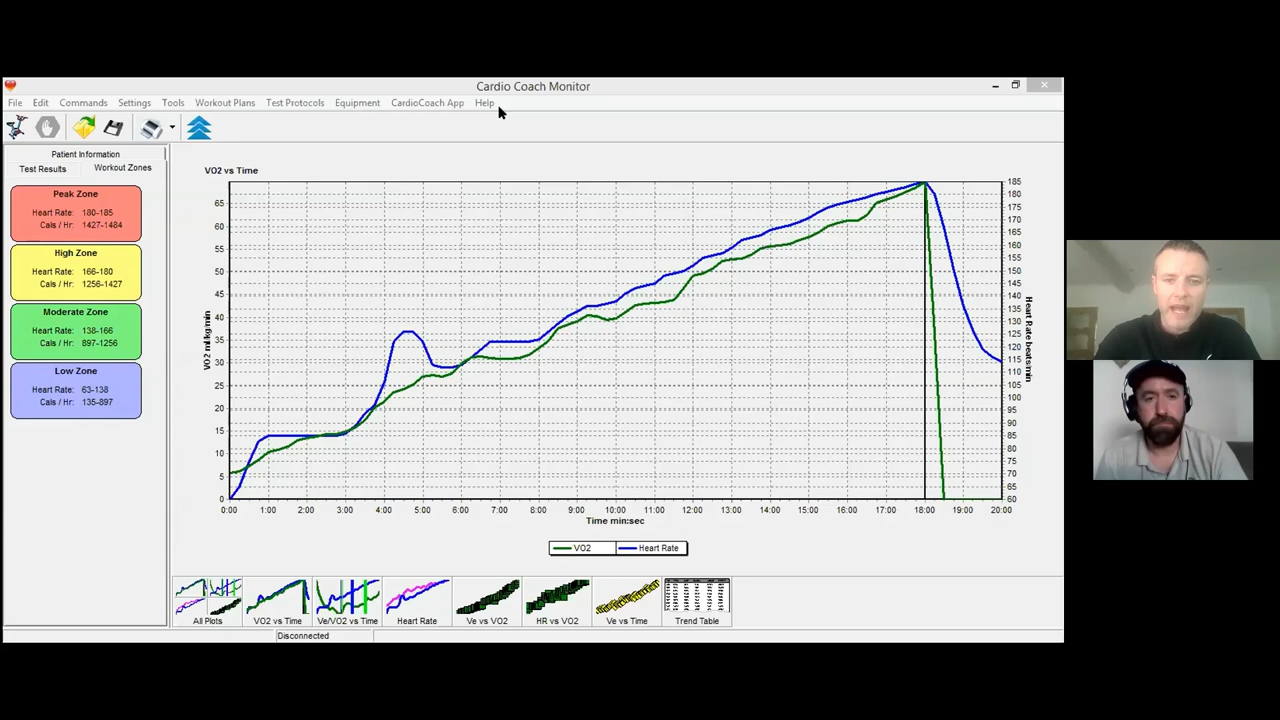 Cardio Coach Monitor
File Edit Commands Settings Tools Workout Plans Test Protocols Equipment CardioCoach App Help
Patient Information
Test Results Workout Zones
Peak Zone
Heart Rate: 180-185
Cals / Hr: 1427-1484
High Zone
Heart Rate: 166-180
Cals / Hr: 1256-1427
Moderate Zone
Heart Rate: 138-166
Cals / Hr: 897-1256
Low Zone
Heart Rate: 63-138
Cals / Hr: 135-897
VO2 vs Time
VO2 ml/kg/min
65
60
55
50
45
40
35
30
25
20
15
10
5
0
185
180
175
170
165
160
155
150
145
140
135
130
125
120
115
110
105
100
95
90
85
80
75
70
65
60
Heart Rate beats/min
0:00 1:00 2:00 3:00 4:00 5:00 6:00 7:00 8:00 9:00 10:00 11:00 12:00 13:00 14:00 15:00 16:00 17:00 18:00 19:00 20:00
Time min:sec
VO2 Heart Rate
All Plots VO2 vs Time Ve/VO2 vs Time Heart Rate Ve vs VO2 HR vs VO2 Ve vs Time Trend Table
Disconnected